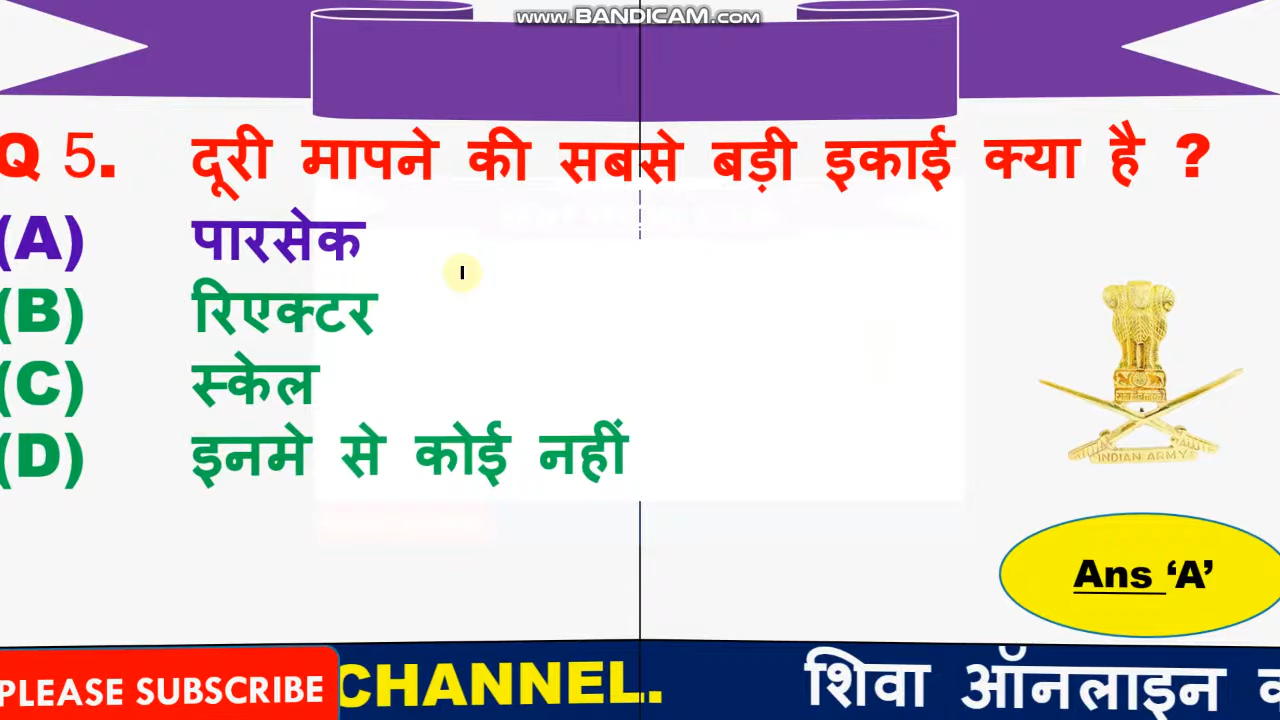 www.BANDICAM.com
Q 5. दूरी मापने की सबसे बड़ी इकाई क्या है ?
(A) पारसेक
(B) रिएक्टर
(C) स्केल
(D) इनमे से कोई नहीं
INDIAN ARMY
Ans ‘A’
PLEASE SUBSCRIBE CHANNEL. शिवा ऑनलाइन